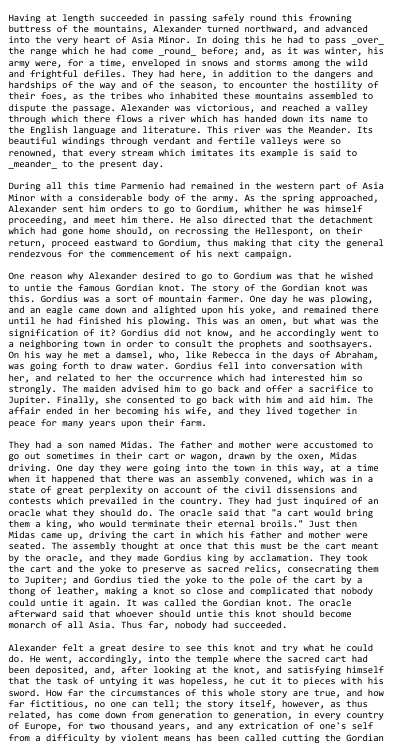 Having at length succeeded in passing safely round this frowning
buttress of the mountains, Alexander turned northward, and advanced
into the very heart of Asia Minor. In doing this he had to pass _over_
the range which he had come _round_ before; and, as it was winter, his
army were, for a time, enveloped in snows and storms among the wild
and frightful defiles. They had here, in addition to the dangers and
hardships of the way and of the season, to encounter the hostility of
their foes, as the tribes who inhabited these mountains assembled to
dispute the passage. Alexander was victorious, and reached a valley
through which there flows a river which has handed down its name to
the English language and literature. This river was the Meander. Its
beautiful windings through verdant and fertile valleys were so
renowned, that every stream which imitates its example is said to
_meander_ to the present day.

During all this time Parmenio had remained in the western part of Asia
Minor with a considerable body of the army. As the spring approached,
Alexander sent him orders to go to Gordium, whither he was himself
proceeding, and meet him there. He also directed that the detachment
which had gone home should, on recrossing the Hellespont, on their
return, proceed eastward to Gordium, thus making that city the general
rendezvous for the commencement of his next campaign.

One reason why Alexander desired to go to Gordium was that he wished
to untie the famous Gordian knot. The story of the Gordian knot was
this. Gordius was a sort of mountain farmer. One day he was plowing,
and an eagle came down and alighted upon his yoke, and remained there
until he had finished his plowing. This was an omen, but what was the
signification of it? Gordius did not know, and he accordingly went to
a neighboring town in order to consult the prophets and soothsayers.
On his way he met a damsel, who, like Rebecca in the days of Abraham,
was going forth to draw water. Gordius fell into conversation with
her, and related to her the occurrence which had interested him so
strongly. The maiden advised him to go back and offer a sacrifice to
Jupiter. Finally, she consented to go back with him and aid him. The
affair ended in her becoming his wife, and they lived together in
peace for many years upon their farm.

They had a son named Midas. The father and mother were accustomed to
go out sometimes in their cart or wagon, drawn by the oxen, Midas
driving. One day they were going into the town in this way, at a time
when it happened that there was an assembly convened, which was in a
state of great perplexity on account of the civil dissensions and
contests which prevailed in the country. They had just inquired of an
oracle what they should do. The oracle said that "a cart would bring
them a king, who would terminate their eternal broils." Just then
Midas came up, driving the cart in which his father and mother were
seated. The assembly thought at once that this must be the cart meant
by the oracle, and they made Gordius king by acclamation. They took
the cart and the yoke to preserve as sacred relics, consecrating them
to Jupiter; and Gordius tied the yoke to the pole of the cart by a
thong of leather, making a knot so close and complicated that nobody
could untie it again. It was called the Gordian knot. The oracle
afterward said that whoever should untie this knot should become
monarch of all Asia. Thus far, nobody had succeeded.

Alexander felt a great desire to see this knot and try what he could
do. He went, accordingly, into the temple where the sacred cart had
been deposited, and, after looking at the knot, and satisfying himself
that the task of untying it was hopeless, he cut it to pieces with his
sword. How far the circumstances of this whole story are true, and how
far fictitious, no one can tell; the story itself, however, as thus
related, has come down from generation to generation, in every country
of Europe, for two thousand years, and any extrication of one's self
from a difficulty by violent means has been called cutting the Gordian